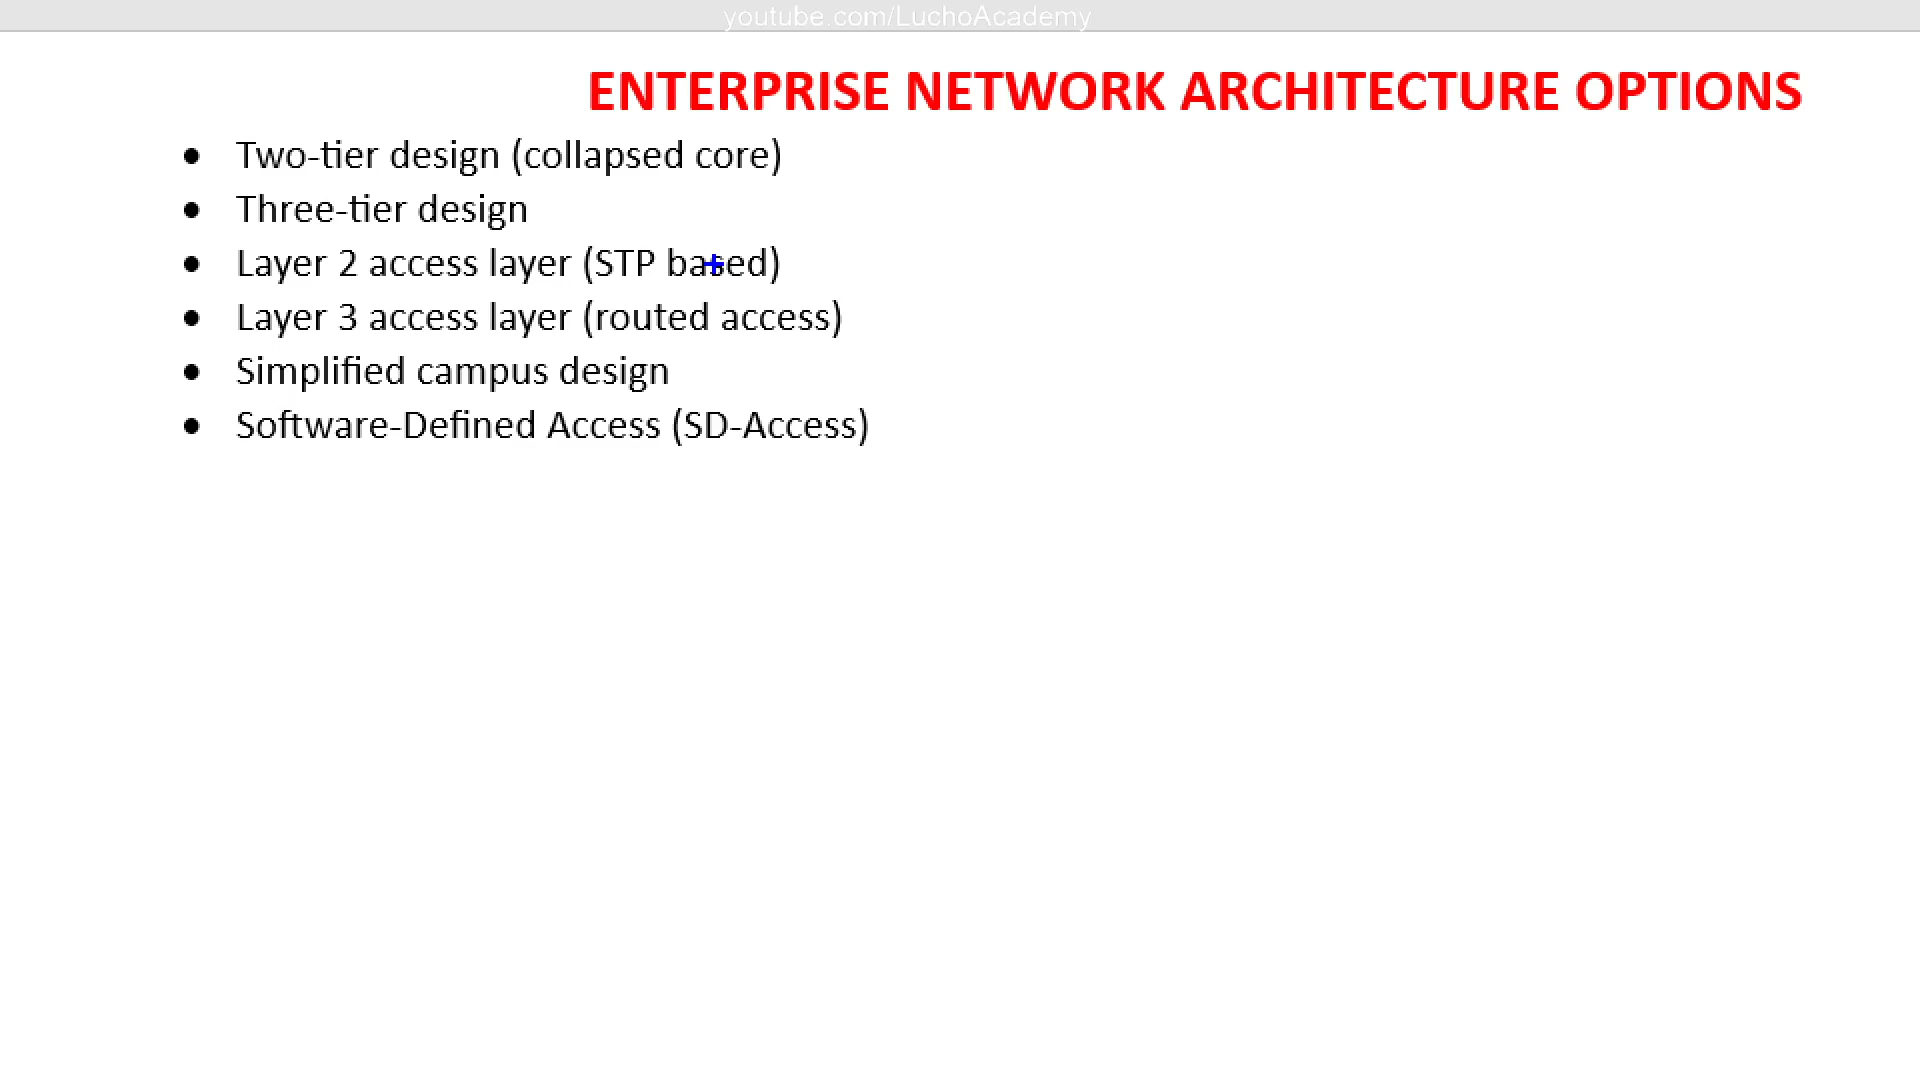 youtube.com/LuchoAcademy
ENTERPRISE NETWORK ARCHITECTURE OPTIONS
• Two-tier design (collapsed core)
• Three-tier design
• Layer 2 access layer (STP based)
• Layer 3 access layer (routed access)
• Simplified campus design
• Software-Defined Access (SD-Access)